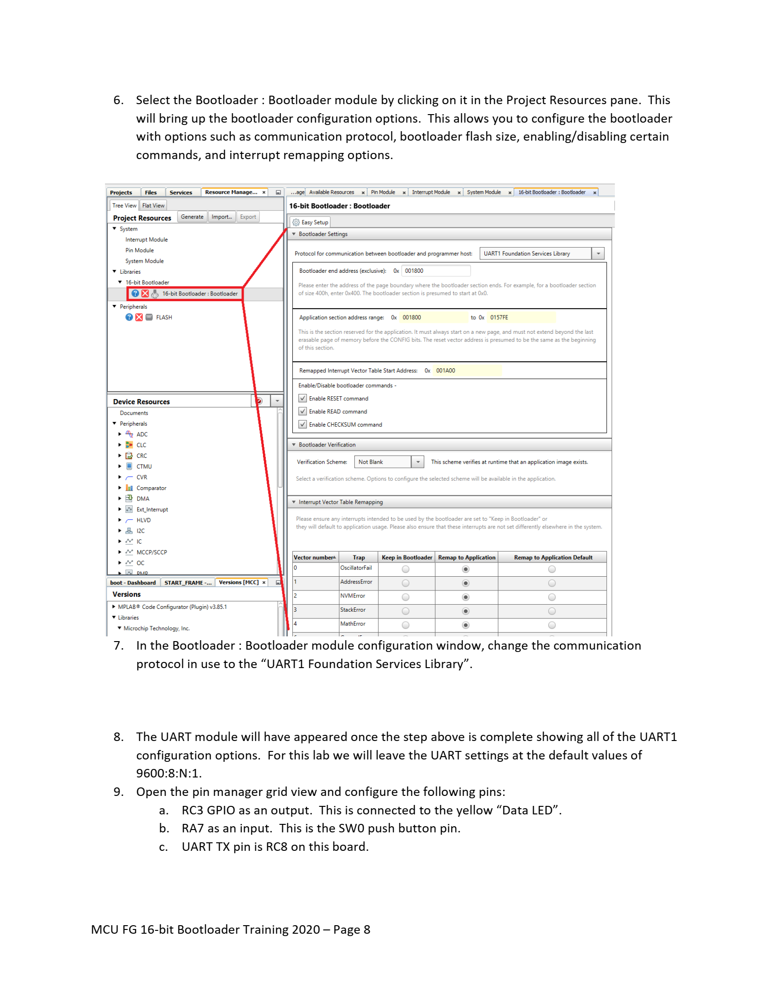 6. Select the Bootloader : Bootloader module by clicking on it in the Project Resources pane.  This
will bring up the bootloader configuration options.  This allows you to configure the bootloader
with options such as communication protocol, bootloader flash size, enabling/disabling certain
commands, and interrupt remapping options.
Projects Files Services Resource Manage... x
Tree View Flat View
Project Resources Generate Import... Export
System
Interrupt Module
Pin Module
System Module
Libraries
16-bit Bootloader
16-bit Bootloader : Bootloader
Peripherals
FLASH
Device Resources
Documents
Peripherals
ADC
CLC
CRC
CTMU
CVR
Comparator
DMA
Ext_Interrupt
HLVD
I2C
IC
MCCP/SCCP
OC
PMP
boot - Dashboard START_FRAME -... Versions [MCC] x
Versions
MPLAB® Code Configurator (Plugin) v3.85.1
Libraries
Microchip Technology, Inc.
...age Available Resources x Pin Module x Interrupt Module x System Module x 16-bit Bootloader : Bootloader x
16-bit Bootloader : Bootloader
Easy Setup
Bootloader Settings
Protocol for communication between bootloader and programmer host: UART1 Foundation Services Library
Bootloader end address (exclusive): 0x 001800
Please enter the address of the page boundary where the bootloader section ends. For example, for a bootloader section
of size 400h, enter 0x400. The bootloader section is presumed to start at 0x0.
Application section address range: 0x 001800 to 0x 0157FE
This is the section reserved for the application. It must always start on a new page, and must not extend beyond the last
erasable page of memory before the CONFIG bits. The reset vector address is presumed to be the same as the beginning
of this section.
Remapped Interrupt Vector Table Start Address: 0x 001A00
Enable/Disable bootloader commands -
Enable RESET command
Enable READ command
Enable CHECKSUM command
Bootloader Verification
Verification Scheme: Not Blank This scheme verifies at runtime that an application image exists.
Select a verification scheme. Options to configure the selected scheme will be available in the application.
Interrupt Vector Table Remapping
Please ensure any interrupts intended to be used by the bootloader are set to "Keep in Bootloader" or
they will default to application usage. Please also ensure that these interrupts are not set differently elsewhere in the system.
Vector number Trap Keep in Bootloader Remap to Application Remap to Application Default
0 OscillatorFail
1 AddressError
2 NVMError
3 StackError
4 MathError
7. In the Bootloader : Bootloader module configuration window, change the communication
protocol in use to the “UART1 Foundation Services Library”.
8. The UART module will have appeared once the step above is complete showing all of the UART1
configuration options.  For this lab we will leave the UART settings at the default values of
9600:8:N:1.
9. Open the pin manager grid view and configure the following pins:
a. RC3 GPIO as an output.  This is connected to the yellow “Data LED”.
b. RA7 as an input.  This is the SW0 push button pin.
c. UART TX pin is RC8 on this board.
MCU FG 16-bit Bootloader Training 2020 – Page 8